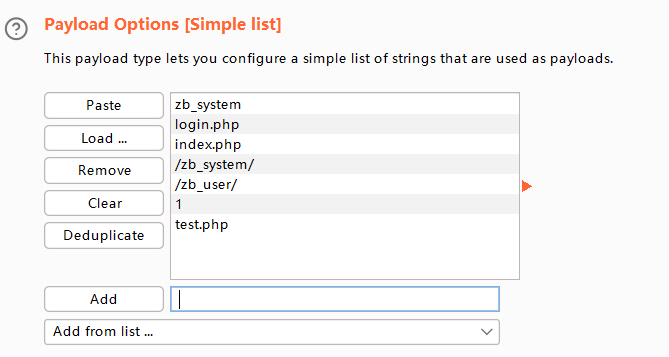 Payload Options [Simple list]
This payload type lets you configure a simple list of strings that are used as payloads.
Paste
Load ...
Remove
Clear
Deduplicate
zb_system
login.php
index.php
/zb_system/
/zb_user/
1
test.php
Add
Add from list ...